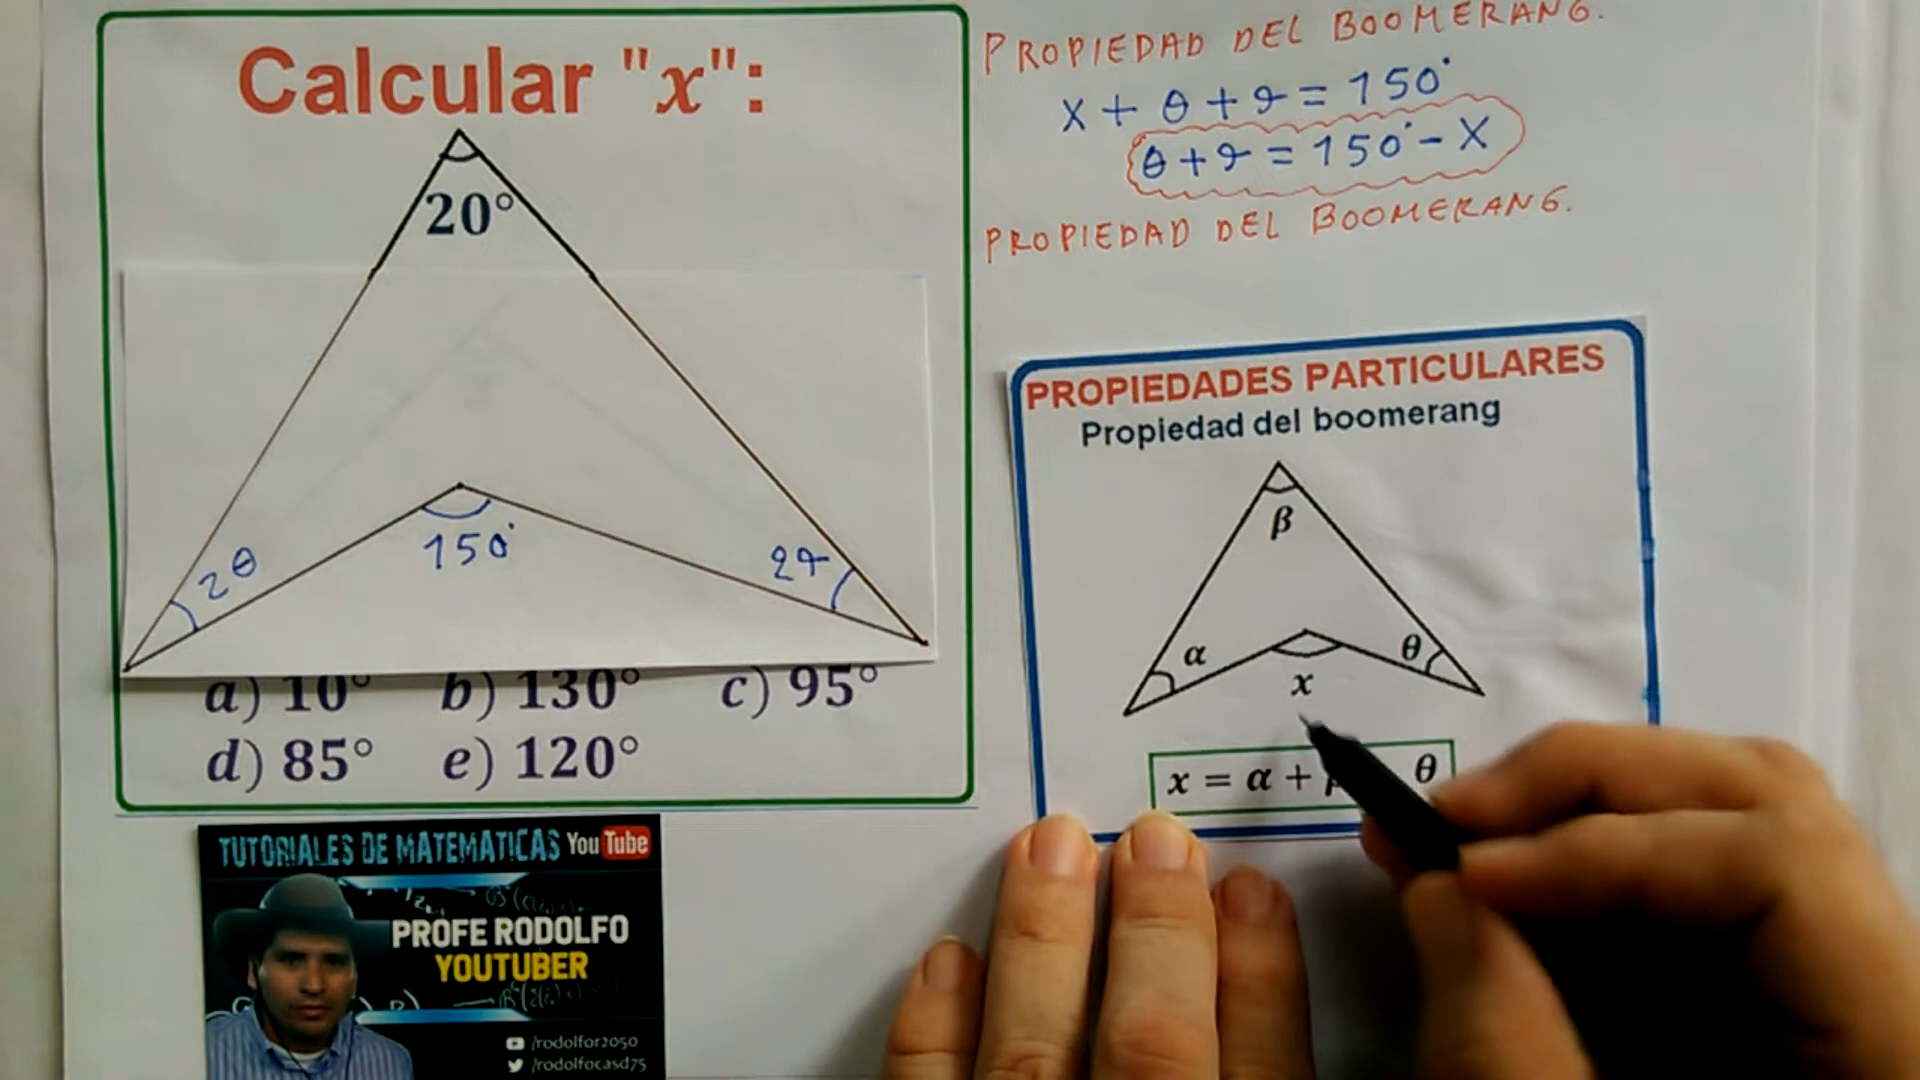 Calcular "x":
20°
2θ
150°
2φ
a) 10° b) 130° c) 95°
d) 85° e) 120°
PROPIEDAD DEL BOOMERANG.
X + θ + φ = 150°
θ + φ = 150° - X
PROPIEDAD DEL BOOMERANG.
PROPIEDADES PARTICULARES
Propiedad del boomerang
β
α
θ
x
x = α + θ
TUTORIALES DE MATEMATICAS YouTube
PROFE RODOLFO
YOUTUBER
/rodolfor2050
/rodolfocasd75